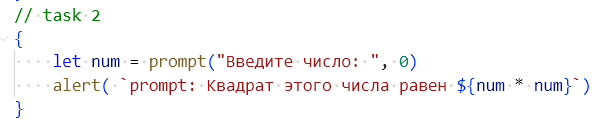 // task 2
{
    let num = prompt("Введите число: ", 0)
    alert( `prompt: Квадрат этого числа равен ${num * num}`)
}